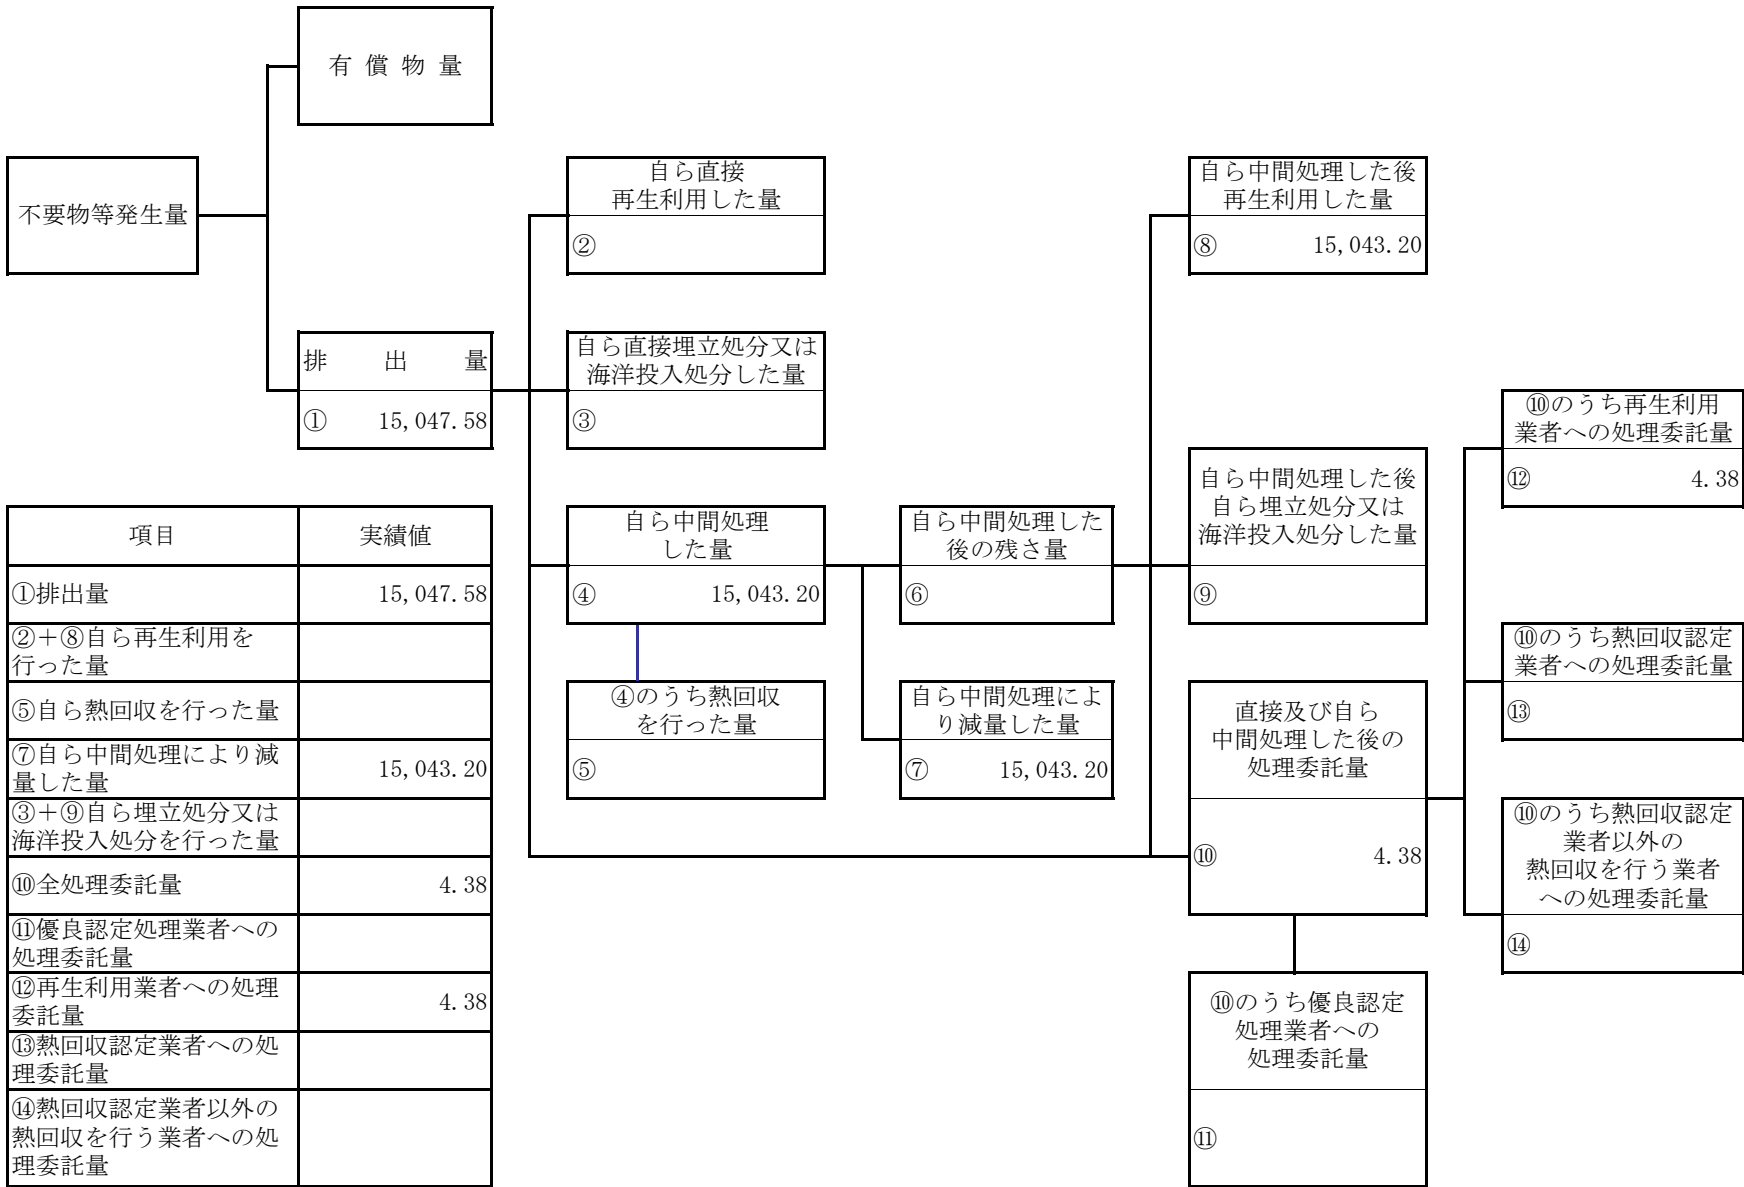 有 償 物 量
不要物等発生量
排 出 量
① 15,047.58
自ら直接
再生利用した量
②
自ら直接埋立処分又は
海洋投入処分した量
③
自ら中間処理
した量
④ 15,043.20
④のうち熱回収
を行った量
⑤
自ら中間処理した
後の残さ量
⑥
自ら中間処理によ
り減量した量
⑦ 15,043.20
自ら中間処理した後
再生利用した量
⑧ 15,043.20
自ら中間処理した後
自ら埋立処分又は
海洋投入処分した量
⑨
直接及び自ら
中間処理した後の
処理委託量
⑩ 4.38
⑩のうち優良認定
処理業者への
処理委託量
⑪
⑩のうち再生利用
業者への処理委託量
⑫ 4.38
⑩のうち熱回収認定
業者への処理委託量
⑬
⑩のうち熱回収認定
業者以外の
熱回収を行う業者
への処理委託量
⑭
項目 実績値
①排出量 15,047.58
②＋⑧自ら再生利用を
行った量
⑤自ら熱回収を行った量
⑦自ら中間処理により減
量した量 15,043.20
③＋⑨自ら埋立処分又は
海洋投入処分を行った量
⑩全処理委託量 4.38
⑪優良認定処理業者への
処理委託量
⑫再生利用業者への処理
委託量 4.38
⑬熱回収認定業者への処
理委託量
⑭熱回収認定業者以外の
熱回収を行う業者への処
理委託量